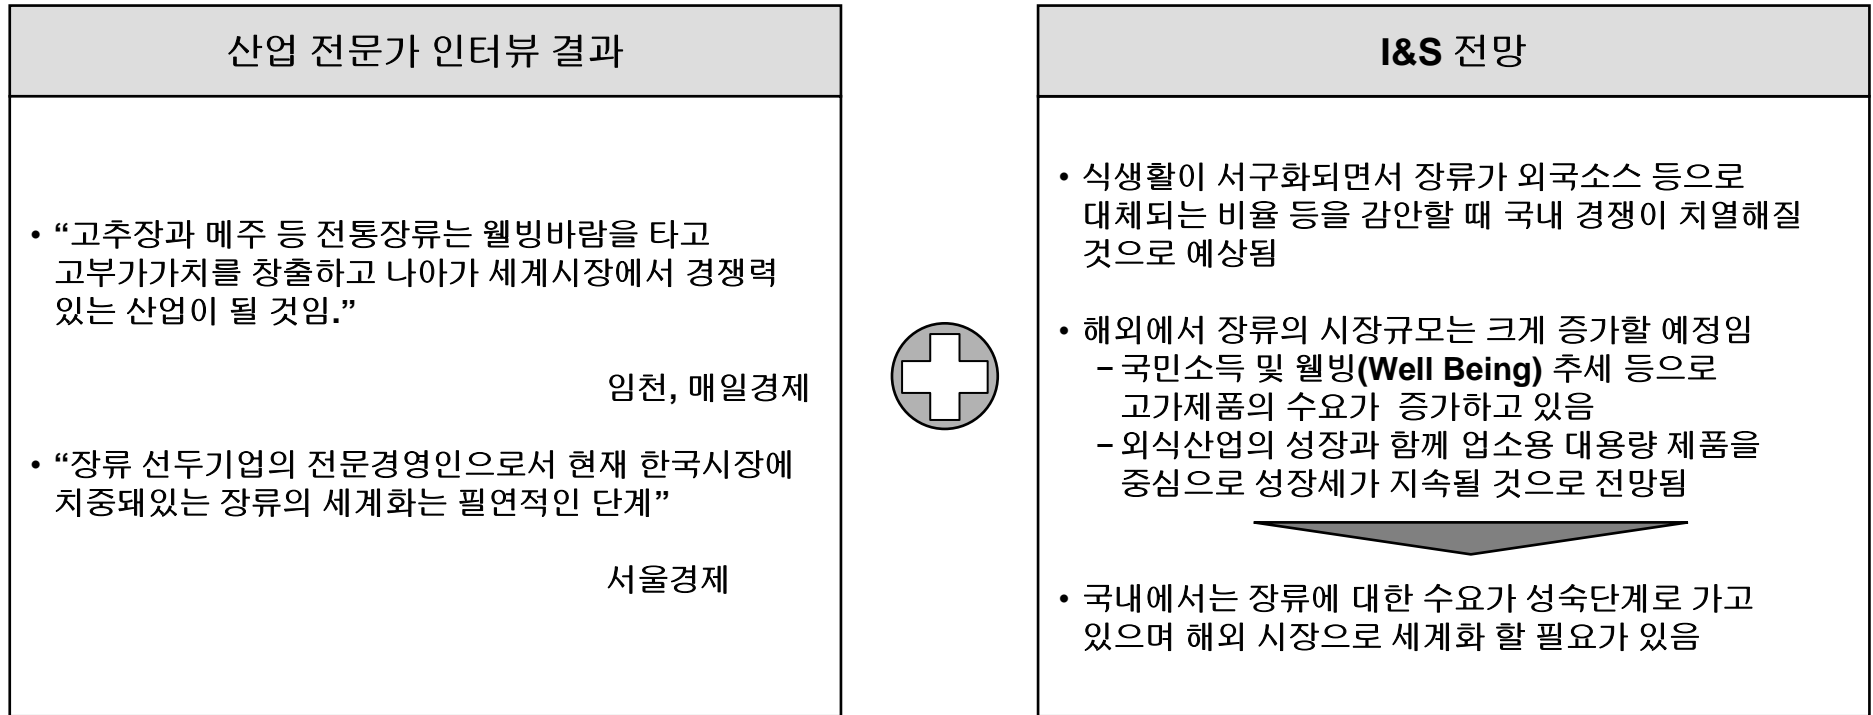 산업 전문가 인터뷰 결과
• “고추장과 메주 등 전통장류는 웰빙바람을 타고
고부가가치를 창출하고 나아가 세계시장에서 경쟁력
있는 산업이 될 것임.”
임천, 매일경제
• “장류 선두기업의 전문경영인으로서 현재 한국시장에
치중돼있는 장류의 세계화는 필연적인 단계”
서울경제
I&S 전망
• 식생활이 서구화되면서 장류가 외국소스 등으로
대체되는 비율 등을 감안할 때 국내 경쟁이 치열해질
것으로 예상됨
• 해외에서 장류의 시장규모는 크게 증가할 예정임
– 국민소득 및 웰빙(Well Being) 추세 등으로
고가제품의 수요가 증가하고 있음
– 외식산업의 성장과 함께 업소용 대용량 제품을
중심으로 성장세가 지속될 것으로 전망됨
• 국내에서는 장류에 대한 수요가 성숙단계로 가고
있으며 해외 시장으로 세계화 할 필요가 있음